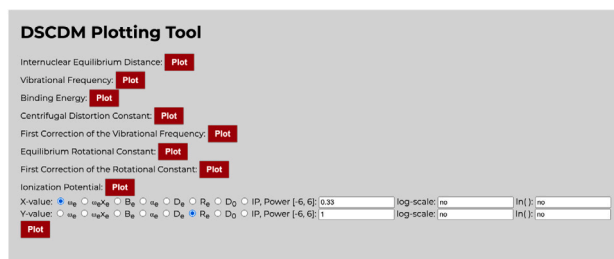 DSCDM Plotting Tool
Internuclear Equilibrium Distance: Plot
Vibrational Frequency: Plot
Binding Energy: Plot
Centrifugal Distortion Constant: Plot
First Correction of the Vibrational Frequency: Plot
Equilibrium Rotational Constant: Plot
First Correction of the Rotational Constant: Plot
Ionization Potential: Plot
X-value: ωe ωexe Be αe De Re D0 IP, Power [-6, 6]: 0.33 log-scale: no ln( ): no
Y-value: ωe ωexe Be αe De Re D0 IP, Power [-6, 6]: 1 log-scale: no ln( ): no
Plot